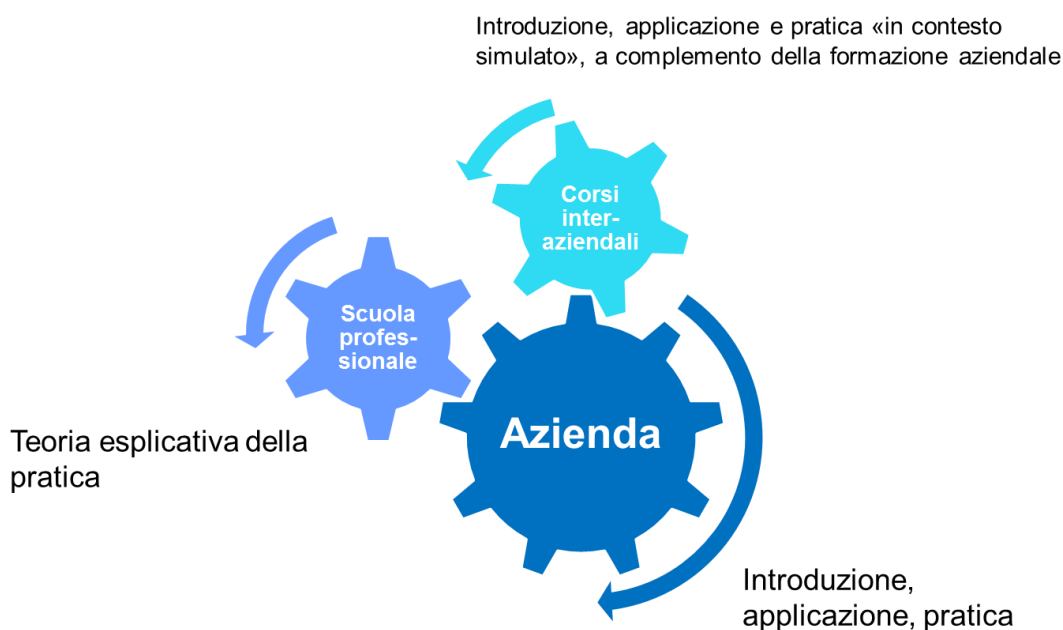 Introduzione, applicazione e pratica «in contesto
simulato», a complemento della formazione aziendale
Corsi
inter-
aziendali
Scuola
profes-
sionale
Azienda
Teoria esplicativa della
pratica
Introduzione,
applicazione, pratica